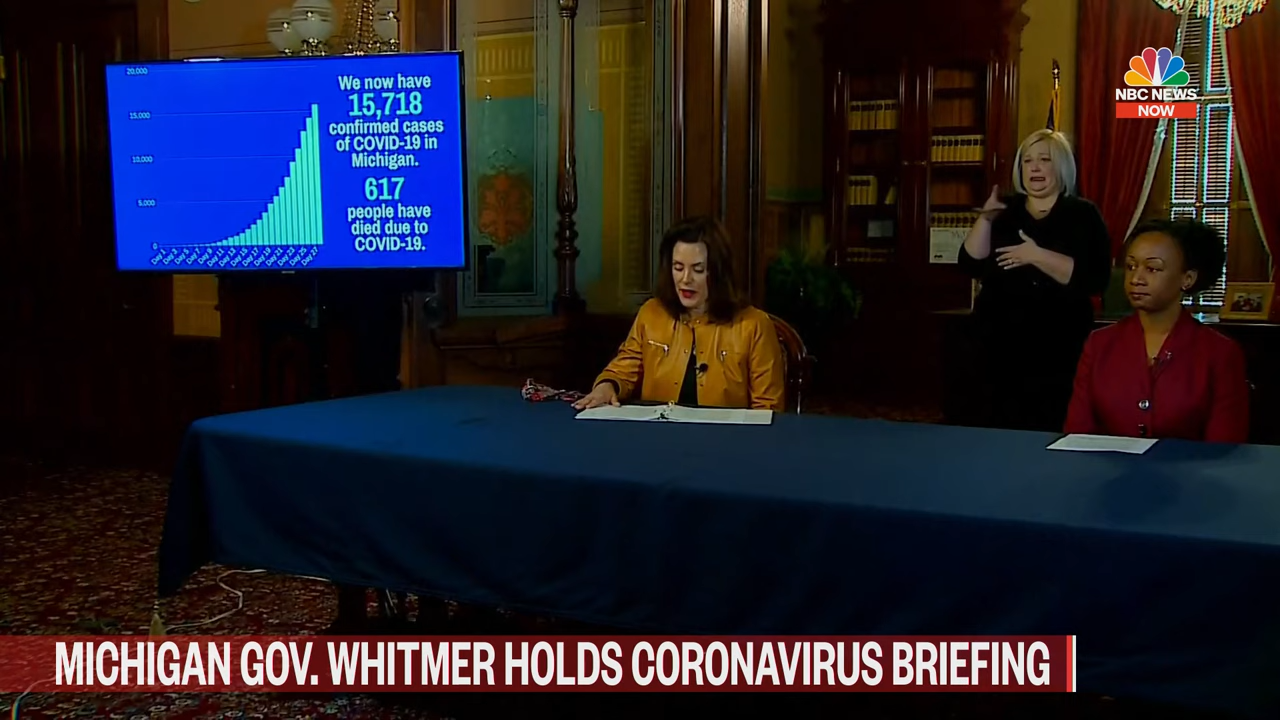 20,000
15,000
10,000
5,000
0
We now have
15,718
confirmed cases
of COVID-19 in
Michigan.
617
people have
died due to
COVID-19.
NBC NEWS
NOW
MICHIGAN GOV. WHITMER HOLDS CORONAVIRUS BRIEFING